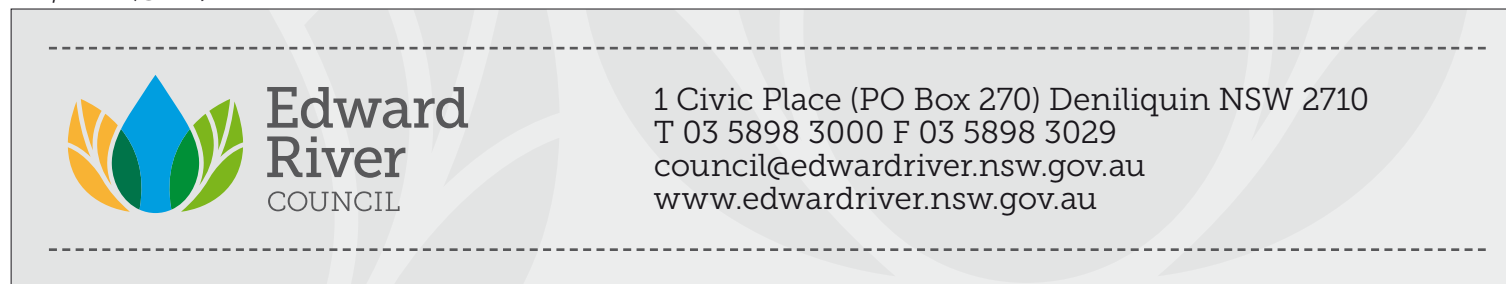 Edward
River
COUNCIL
1 Civic Place (PO Box 270) Deniliquin NSW 2710
T 03 5898 3000 F 03 5898 3029
council@edwardriver.nsw.gov.au
www.edwardriver.nsw.gov.au